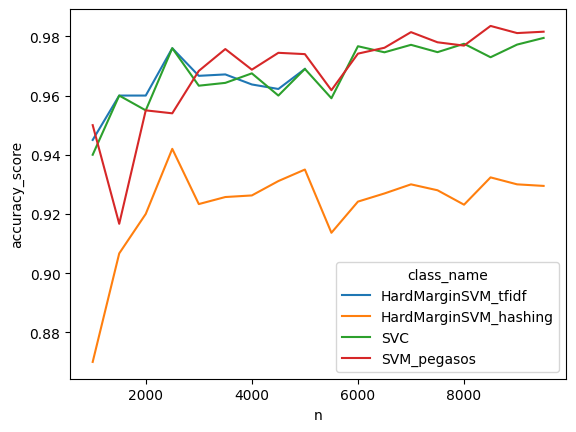 0.98
0.96
0.94
0.92
0.90
0.88
accuracy_score
2000 4000 6000 8000
n
class_name
HardMarginSVM_tfidf
HardMarginSVM_hashing
SVC
SVM_pegasos